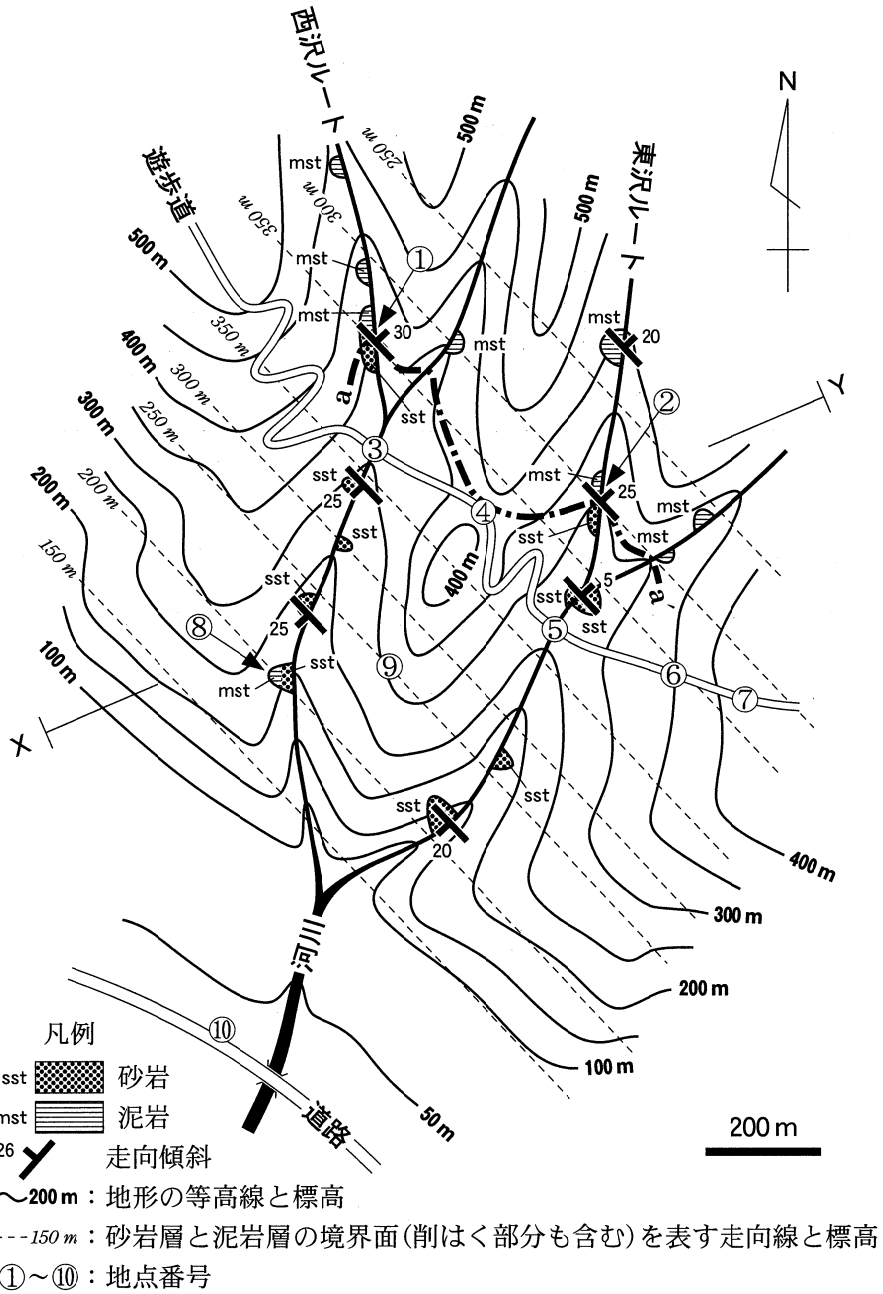 西沢ルート
N
500 m
250 m
mst
東沢ルート
遊歩道
300 m
350 m
500 m
500 m
mst
①
mst
30
mst
20
mst
350 m
400 m
a
Y
300 m
sst
②
300 m
250 m
③
mst
200 m
200 m
sst
25
25
mst
④
sst
mst
150 m
sst
400 m
sst
5
a
sst
sst
⑧
25
⑤
100 m
sst
⑨
⑥
mst
⑦
X
sst
sst
20
400 m
300 m
河川
200 m
⑩
凡例
100 m
sst 砂岩
mst 泥岩
50 m
200 m
道路
26 走向傾斜
〜200 m：地形の等高線と標高
---150 m：砂岩層と泥岩層の境界面(削はく部分も含む)を表す走向線と標高
①〜⑩：地点番号